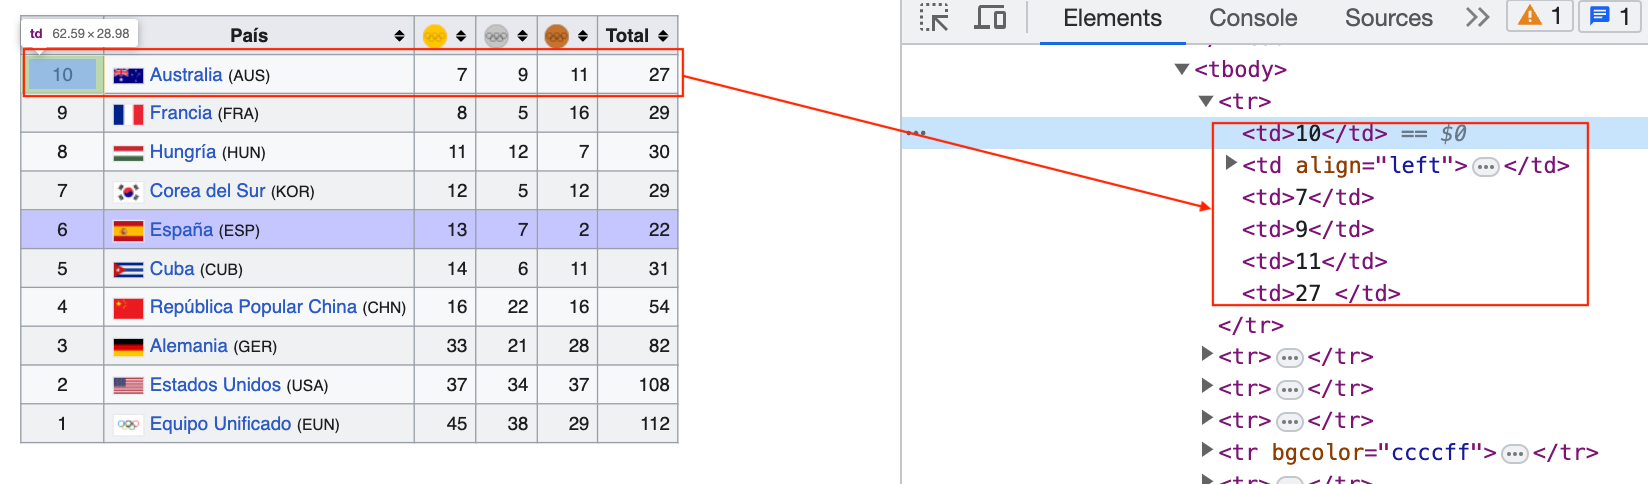 td 62.59×28.98
País Total
10 Australia (AUS) 7 9 11 27
9 Francia (FRA) 8 5 16 29
8 Hungría (HUN) 11 12 7 30
7 Corea del Sur (KOR) 12 5 12 29
6 España (ESP) 13 7 2 22
5 Cuba (CUB) 14 6 11 31
4 República Popular China (CHN) 16 22 16 54
3 Alemania (GER) 33 21 28 82
2 Estados Unidos (USA) 37 34 37 108
1 Equipo Unificado (EUN) 45 38 29 112
Elements Console Sources >> 1 1
<tbody>
<tr>
... <td>10</td> == $0
<td align="left">...</td>
<td>7</td>
<td>9</td>
<td>11</td>
<td>27 </td>
</tr>
<tr>...</tr>
<tr>...</tr>
<tr>...</tr>
<tr bgcolor="ccccff">...</tr>
<tr>...</tr>